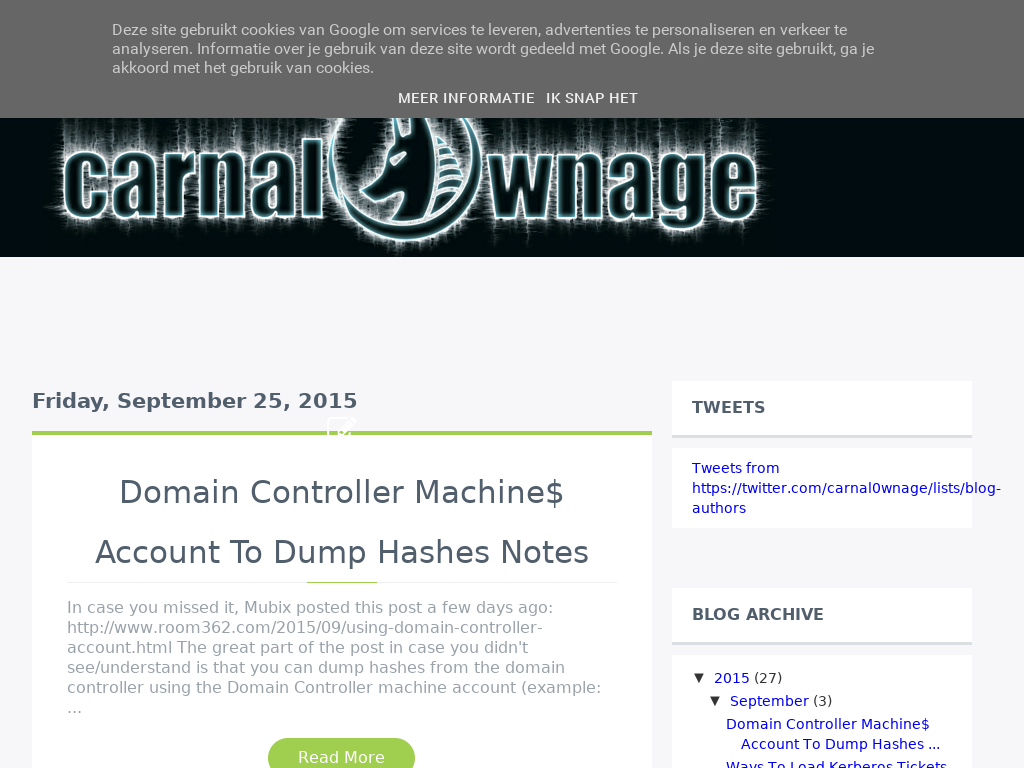 Deze site gebruikt cookies van Google om services te leveren, advertenties te personaliseren en verkeer te
analyseren. Informatie over je gebruik van deze site wordt gedeeld met Google. Als je deze site gebruikt, ga je
akkoord met het gebruik van cookies.
MEER INFORMATIE IK SNAP HET
carnal0wnage
Friday, September 25, 2015
Domain Controller Machine$
Account To Dump Hashes Notes
In case you missed it, Mubix posted this post a few days ago:
http://www.room362.com/2015/09/using-domain-controller-
account.html The great part of the post in case you didn't
see/understand is that you can dump hashes from the domain
controller using the Domain Controller machine account (example:
...
Read More
TWEETS
Tweets from
https://twitter.com/carnal0wnage/lists/blog-
authors
BLOG ARCHIVE
▼ 2015 (27)
▼ September (3)
Domain Controller Machine$
Account To Dump Hashes ...
Ways To Load Kerberos Tickets